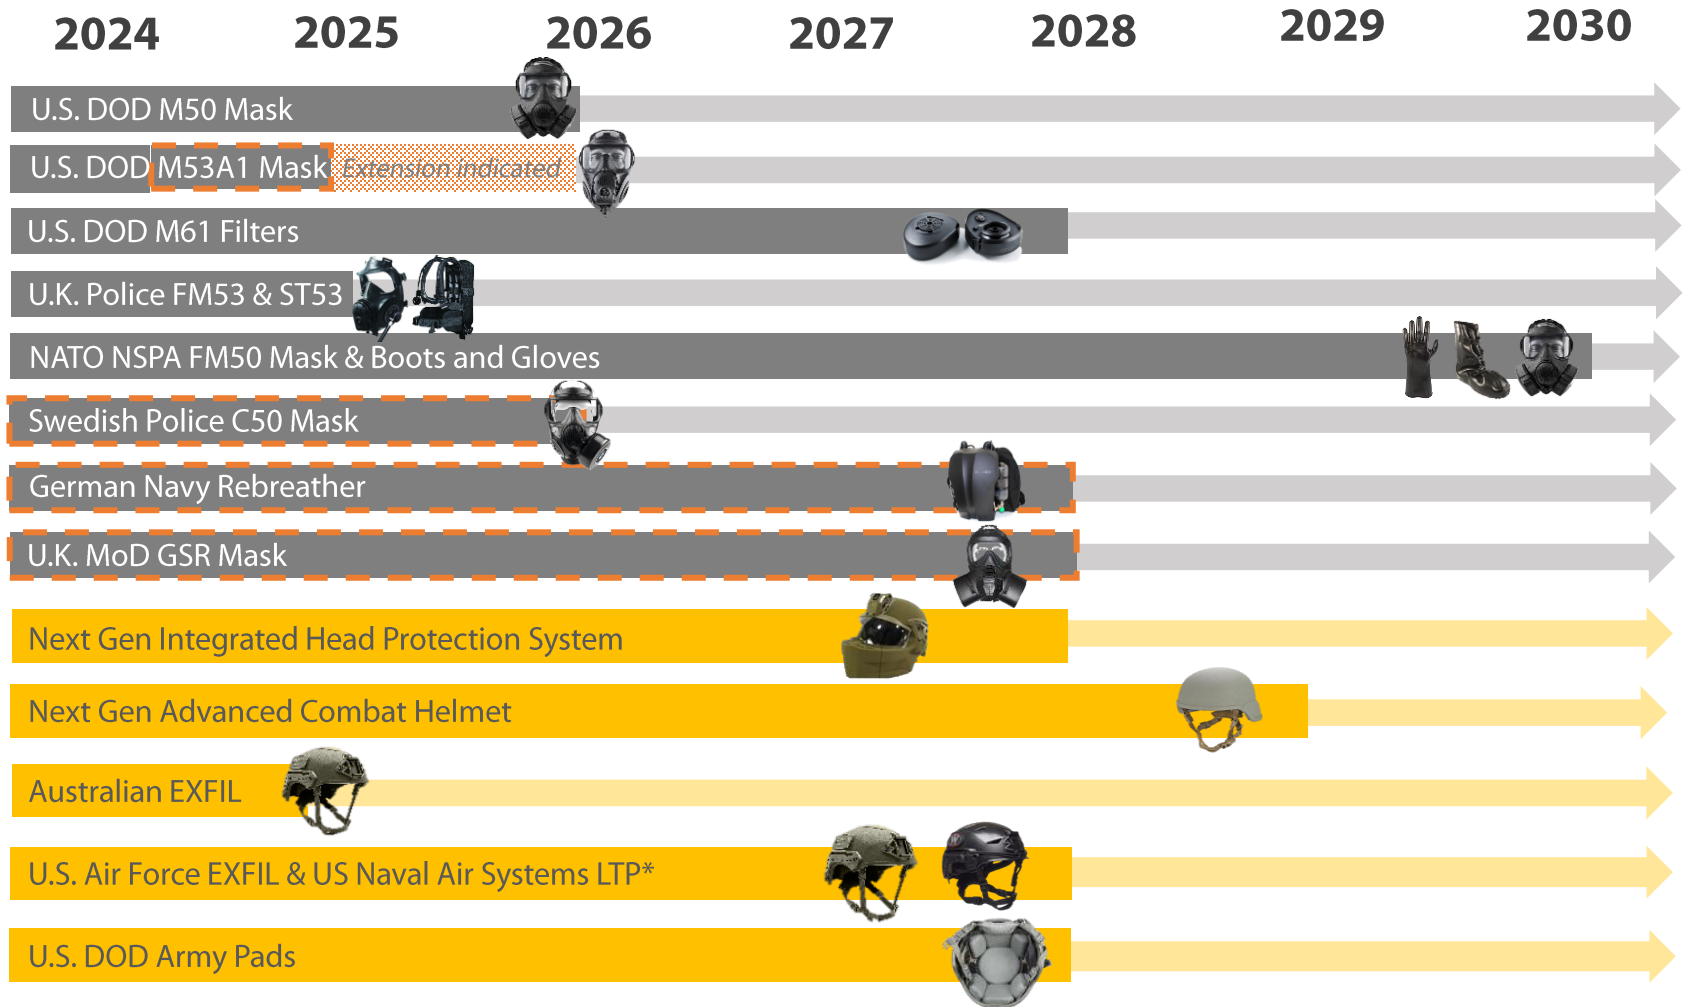 2024 2025 2026 2027 2028 2029 2030
U.S. DOD M50 Mask
U.S. DOD M53A1 Mask Extension indicated
U.S. DOD M61 Filters
U.K. Police FM53 & ST53
NATO NSPA FM50 Mask & Boots and Gloves
Swedish Police C50 Mask
German Navy Rebreather
U.K. MoD GSR Mask
Next Gen Integrated Head Protection System
Next Gen Advanced Combat Helmet
Australian EXFIL
U.S. Air Force EXFIL & US Naval Air Systems LTP*
U.S. DOD Army Pads